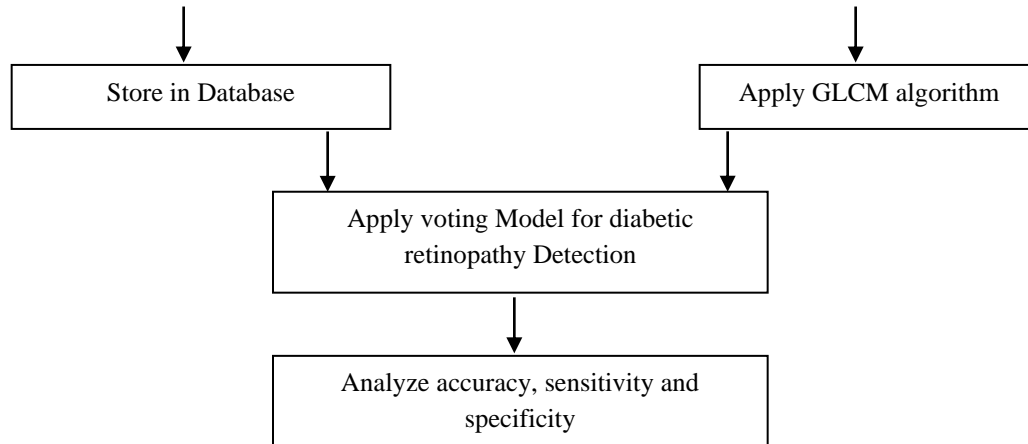 Store in Database
Apply GLCM algorithm
Apply voting Model for diabetic
retinopathy Detection
Analyze accuracy, sensitivity and
specificity